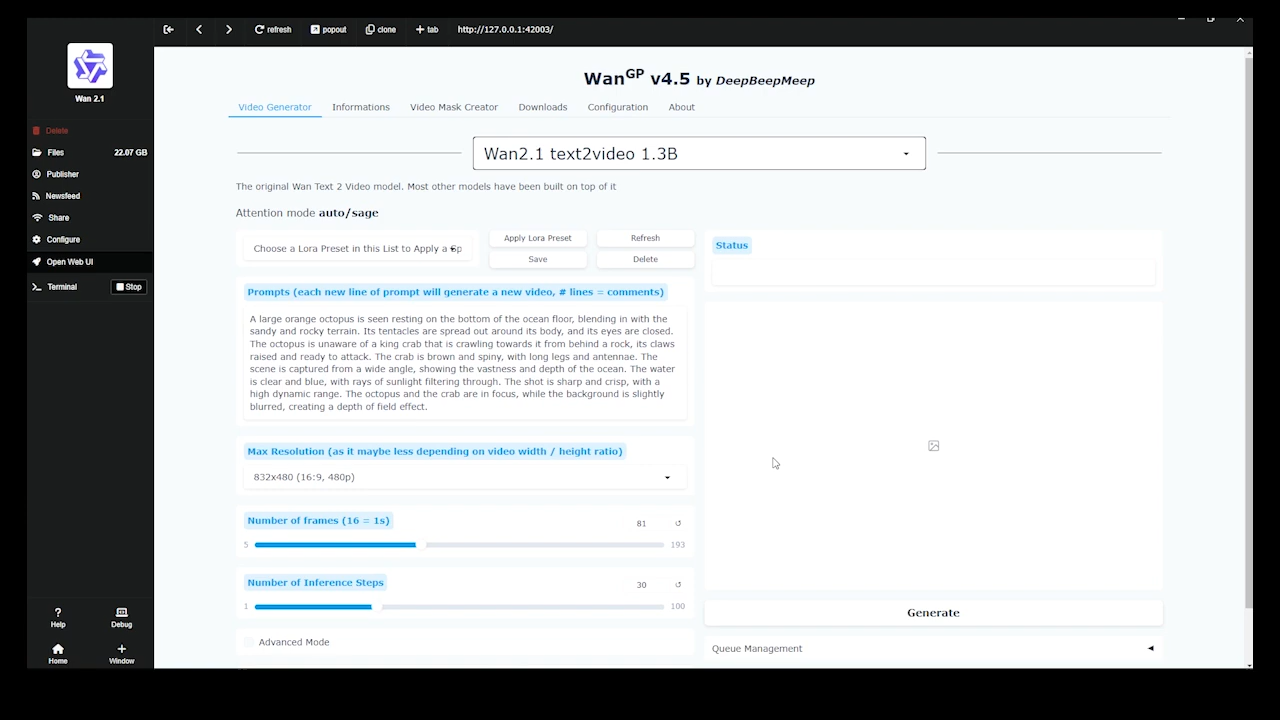 refresh popout clone tab http://127.0.0.1:42003/
Wan 2.1
Delete
Files 22.07 GB
Publisher
Newsfeed
Share
Configure
Open Web UI
Terminal Stop
Help Debug
Home Window
WanGP v4.5 by DeepBeepMeep
Video Generator Informations Video Mask Creator Downloads Configuration About
Wan2.1 text2video 1.3B
The original Wan Text 2 Video model. Most other models have been built on top of it
Attention mode auto/sage
Choose a Lora Preset in this List to Apply a Sp
Apply Lora Preset Refresh
Save Delete
Prompts (each new line of prompt will generate a new video, # lines = comments)
A large orange octopus is seen resting on the bottom of the ocean floor, blending in with the
sandy and rocky terrain. Its tentacles are spread out around its body, and its eyes are closed.
The octopus is unaware of a king crab that is crawling towards it from behind a rock, its claws
raised and ready to attack. The crab is brown and spiny, with long legs and antennae. The
scene is captured from a wide angle, showing the vastness and depth of the ocean. The water
is clear and blue, with rays of sunlight filtering through. The shot is sharp and crisp, with a
high dynamic range. The octopus and the crab are in focus, while the background is slightly
blurred, creating a depth of field effect.
Max Resolution (as it maybe less depending on video width / height ratio)
832x480 (16:9, 480p)
Number of frames (16 = 1s) 81
5 193
Number of Inference Steps 30
1 100
Advanced Mode
Status
Generate
Queue Management